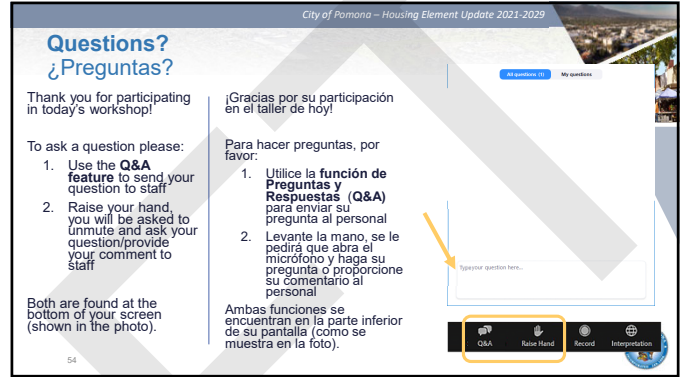 City of Pomona – Housing Element Update 2021-2029
Questions?
¿Preguntas?
Thank you for participating
in today's workshop!
To ask a question please:
1. Use the Q&A
feature to send your
question to staff
2. Raise your hand,
you will be asked to
unmute and ask your
question/provide
your comment to
staff
Both are found at the
bottom of your screen
(shown in the photo).
54
¡Gracias por su participación
en el taller de hoy!
Para hacer preguntas, por
favor:
1. Utilice la función de
Preguntas y
Respuestas (Q&A)
para enviar su
pregunta al personal
2. Levante la mano, se le
pedirá que abra el
micrófono y haga su
pregunta o proporcione
su comentario al
personal
Ambas funciones se
encuentran en la parte inferior
de su pantalla (como se
muestra en la foto).
All questions (1) My questions
Type your question here...
Q&A Raise Hand Record Interpretation